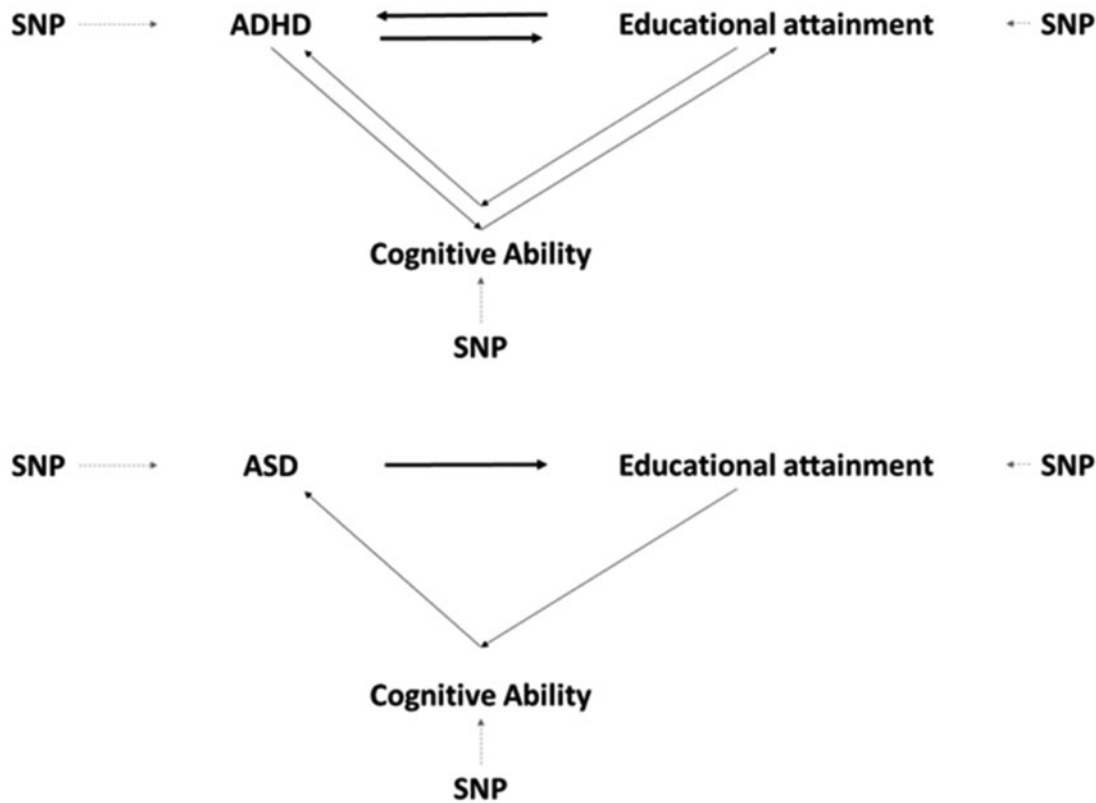 SNP ADHD Educational attainment SNP
Cognitive Ability
SNP
SNP ASD Educational attainment SNP
Cognitive Ability
SNP